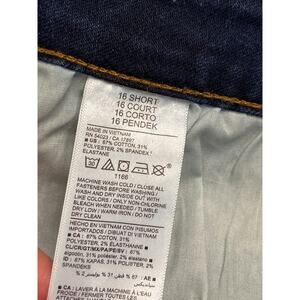 16 SHORT
16 COURT
16 CORTO
16 PENDEK
MADE IN VIETNAM
RN 54023 / CA 17897
US : 67% COTTON, 31%
POLYESTER, 2% SPANDEX
ELASTANE
1166
MACHINE WASH COLD / CLOSE ALL
FASTENERS BEFORE WASHING /
WASH AND DRY INSIDE OUT WITH
LIKE COLORS / ONLY NON-CHLORINE
BLEACH WHEN NEEDED / TUMBLE
DRY LOW / WARM IRON / DO NOT
DRY CLEAN
HECHO EN VIETNAM CON INSUMOS
IMPORTADOS / DIBUAT DI VIETNAM
CA : 67% COTON, 31%
POLYESTER, 2% ELASTHANNE
CL/CR/GT/MX/PA/PE/SV : 67%
algodón, 31% poliéster, 2% elastano
ID : 67% KAPAS, 31% POLIESTER, 2%
SPANDEKS
CA : LAVER À LA MACHINE À